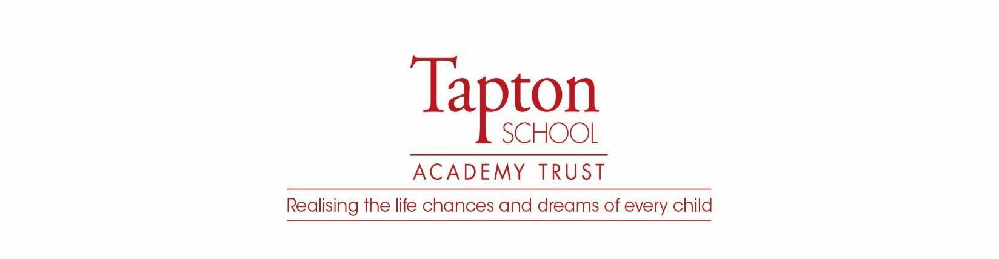 Tapton
SCHOOL
ACADEMY TRUST
Realising the life chances and dreams of every child